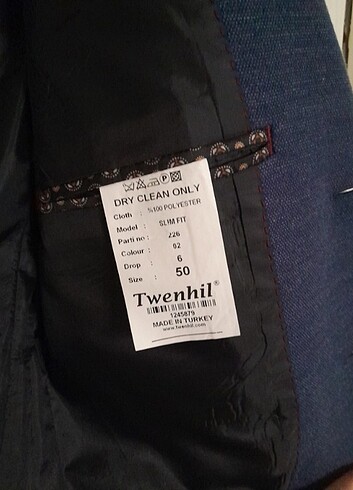 DRY CLEAN ONLY
Cloth : %100 POLYESTER
Model : SLIM FIT
Parti no : 226
Colour : 02
Drop : 6
Size : 50
Twenhil®
1245879
MADE IN TURKEY
www.twenhil.com